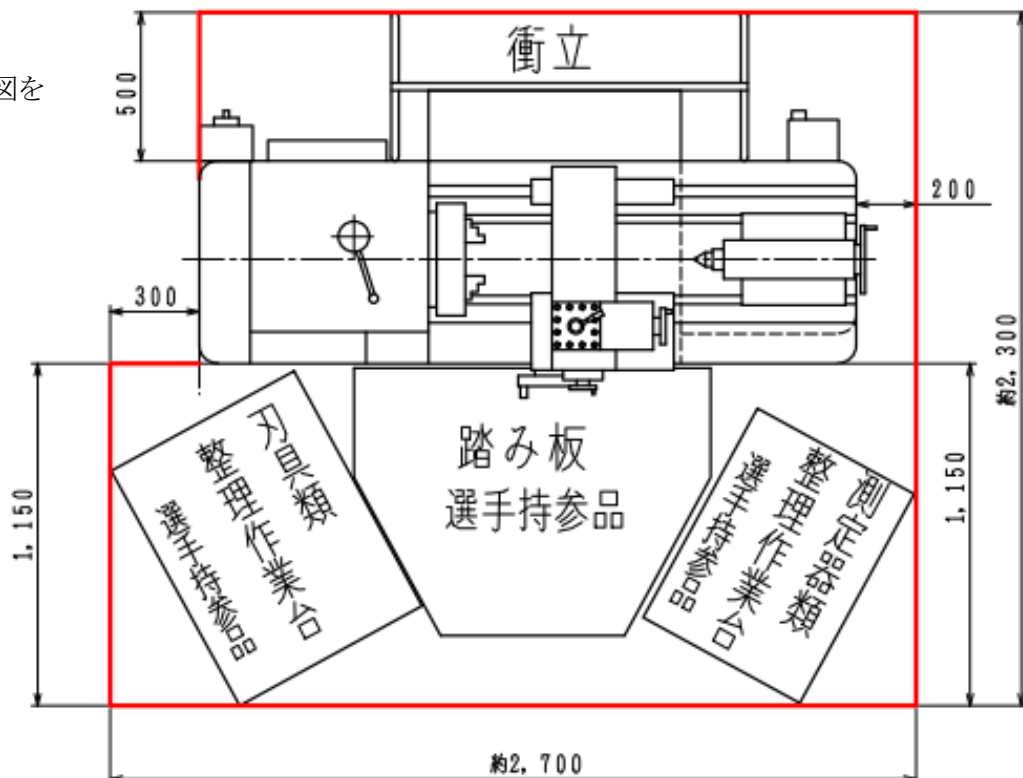 衝立
図を
500
200
300
約2,300
刃具類
整理作業台
選手持参品
踏み板
選手持参品
測定器類
整理作業台
選手持参品
1,150
1,150
約2,700